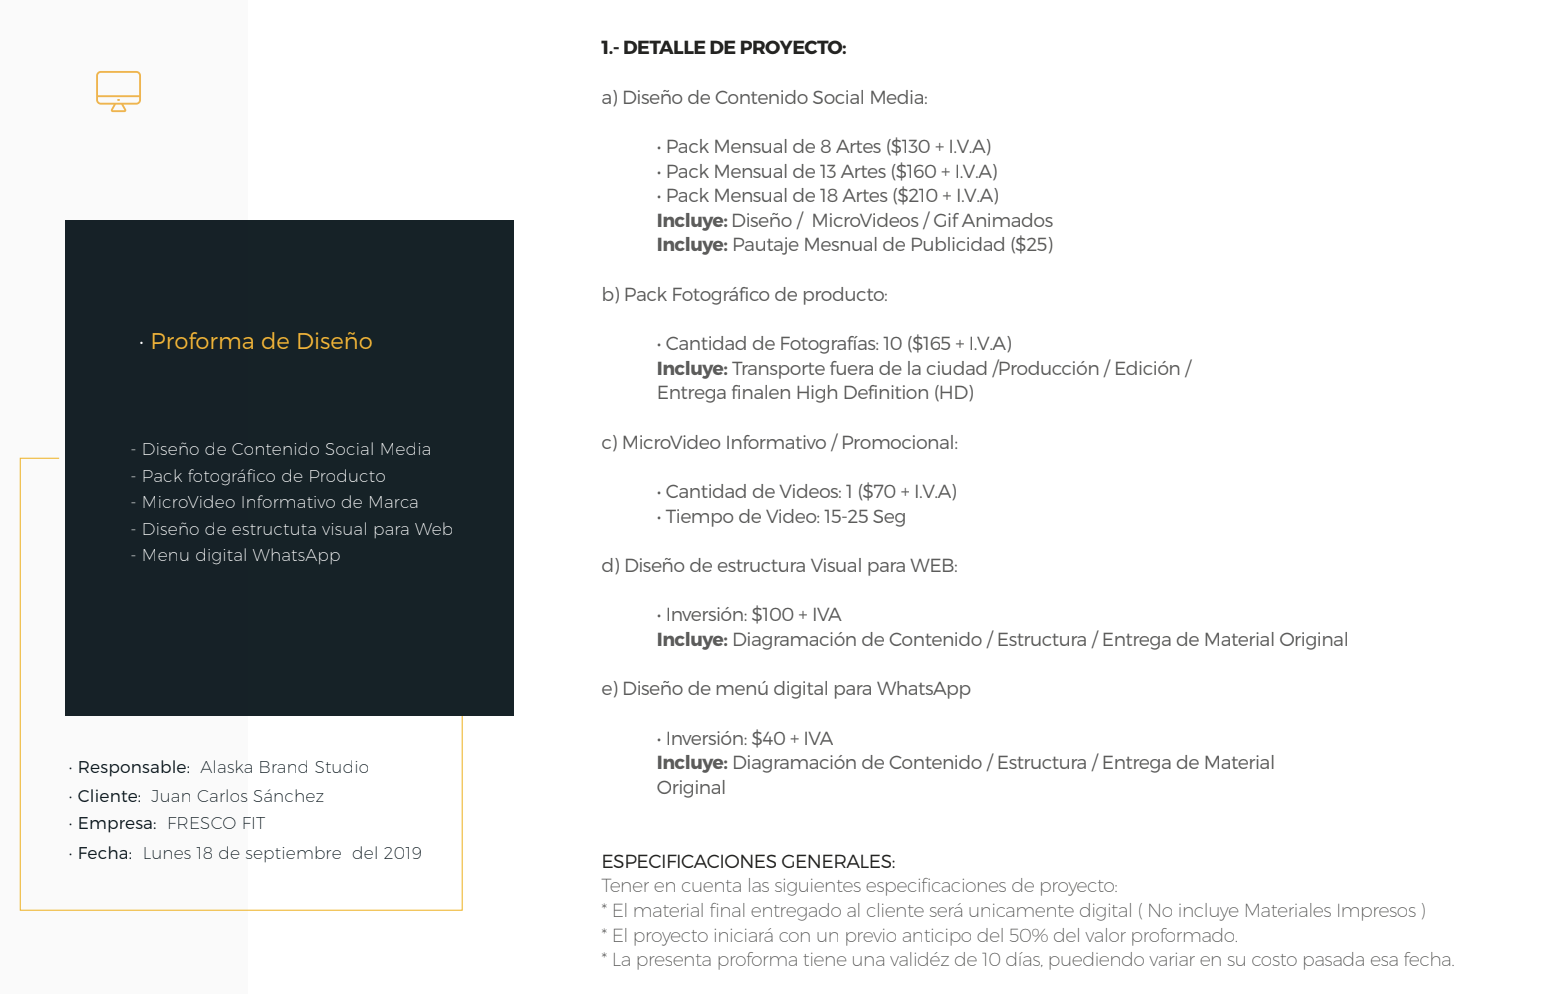 · Proforma de Diseño
- Diseño de Contenido Social Media
- Pack fotográfico de Producto
- MicroVideo Informativo de Marca
- Diseño de estructuta visual para Web
- Menu digital WhatsApp
· Responsable: Alaska Brand Studio
· Cliente: Juan Carlos Sánchez
· Empresa: FRESCO FIT
· Fecha: Lunes 18 de septiembre del 2019
1.- DETALLE DE PROYECTO:
a) Diseño de Contenido Social Media:
• Pack Mensual de 8 Artes ($130 + I.V.A)
• Pack Mensual de 13 Artes ($160 + I.V.A)
• Pack Mensual de 18 Artes ($210 + I.V.A)
Incluye: Diseño / MicroVideos / Gif Animados
Incluye: Pautaje Mesnual de Publicidad ($25)
b) Pack Fotográfico de producto:
• Cantidad de Fotografías: 10 ($165 + I.V.A)
Incluye: Transporte fuera de la ciudad /Producción / Edición /
Entrega finalen High Definition (HD)
c) MicroVideo Informativo / Promocional:
• Cantidad de Videos: 1 ($70 + I.V.A)
• Tiempo de Video: 15-25 Seg
d) Diseño de estructura Visual para WEB:
• Inversión: $100 + IVA
Incluye: Diagramación de Contenido / Estructura / Entrega de Material Original
e) Diseño de menú digital para WhatsApp
• Inversión: $40 + IVA
Incluye: Diagramación de Contenido / Estructura / Entrega de Material
Original
ESPECIFICACIONES GENERALES:
Tener en cuenta las siguientes especificaciones de proyecto:
* El material final entregado al cliente será unicamente digital ( No incluye Materiales Impresos )
* El proyecto iniciará con un previo anticipo del 50% del valor proformado.
* La presenta proforma tiene una validéz de 10 días, puediendo variar en su costo pasada esa fecha.